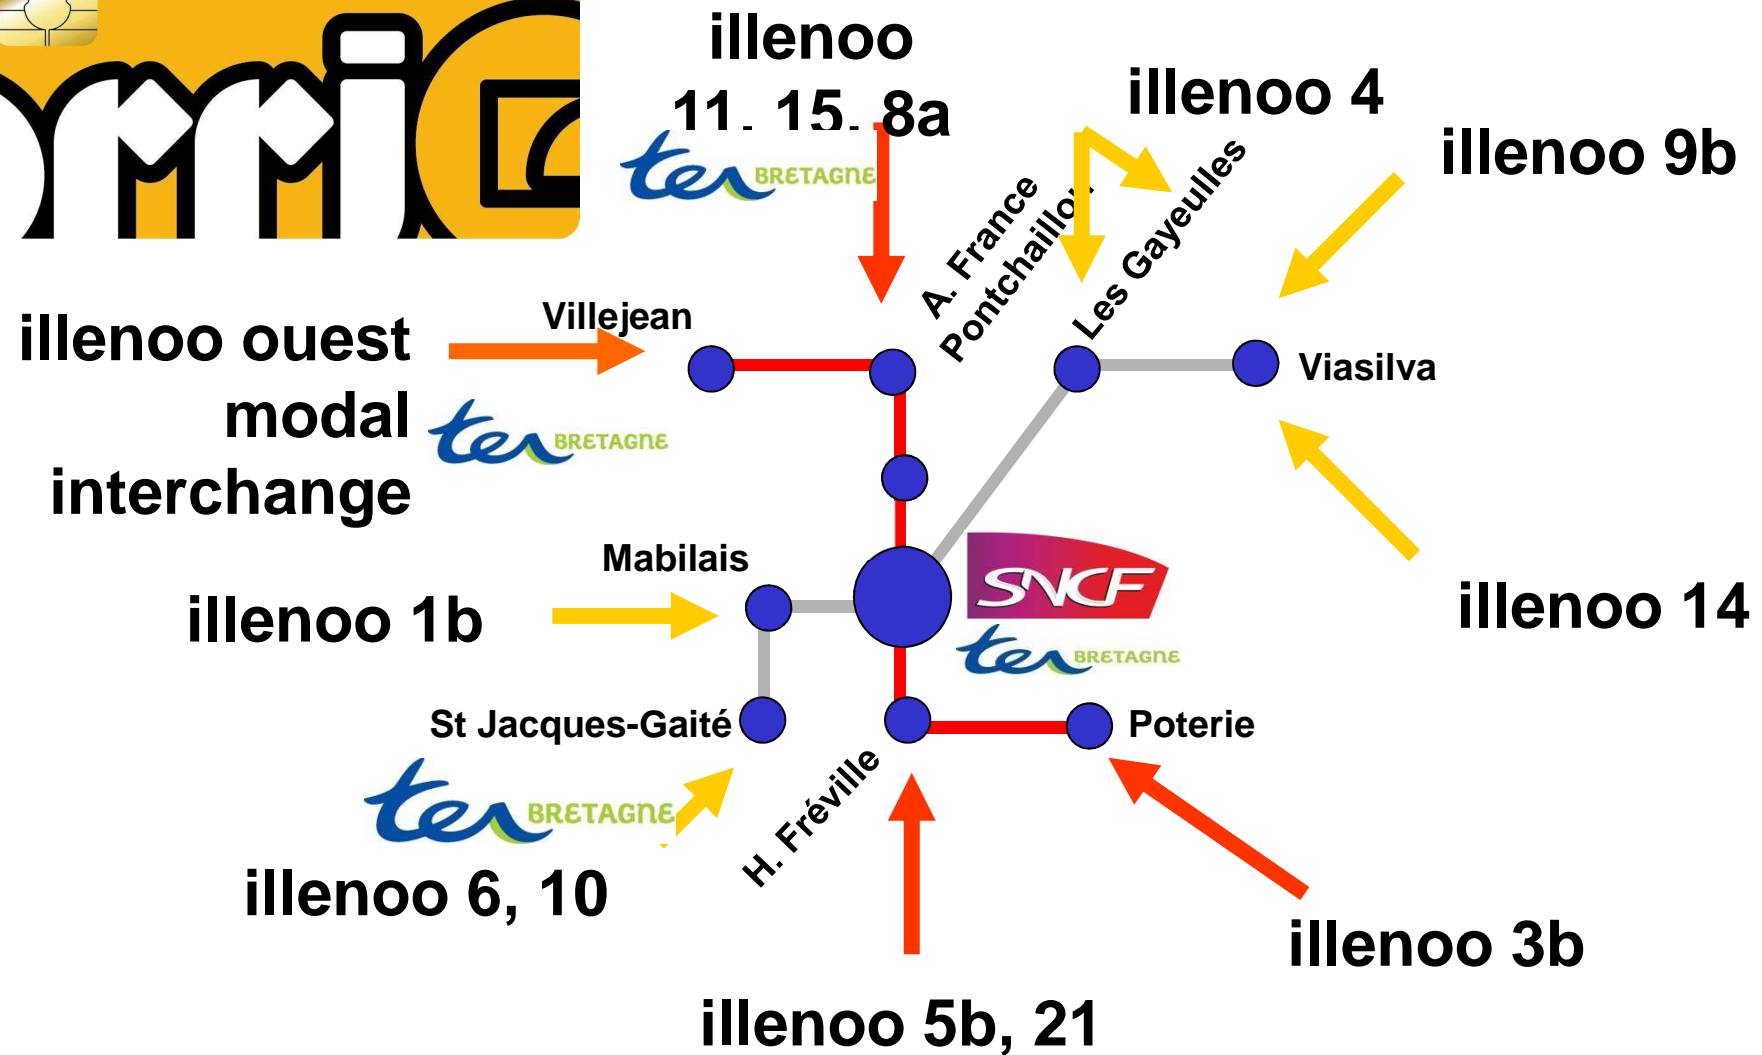 illenoo
11, 15, 8a
illenoo 4
illenoo 9b
ter BRETAGNE
A. France
Pontchaillou
Les Gayeulles
Villejean
illenoo ouest
modal
interchange
ter BRETAGNE
Viasilva
Mabilais
SNCF
illenoo 1b
illenoo 14
ter BRETAGNE
St Jacques-Gaité
Poterie
H. Fréville
ter BRETAGNE
illenoo 6, 10
illenoo 3b
illenoo 5b, 21